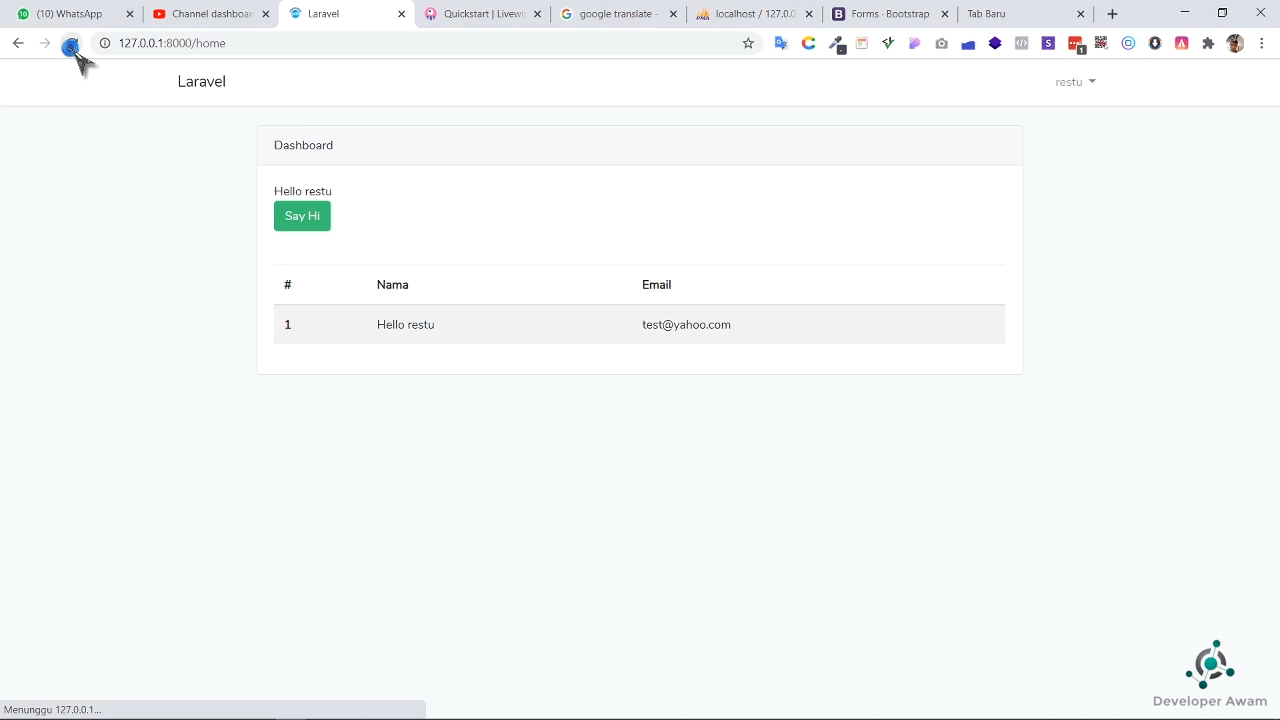 (10) WhatsApp
Channel dashboar
Laravel
Quickstart | Livewir
google translate -
localhost / 127.0.0
Forms · Bootstrap
Tab Baru
127.0.0.1:8000/home
Laravel
restu
Dashboard
Hello restu
Say Hi
# Nama Email
1 Hello restu test@yahoo.com
Developer Awam
Menunggu 127.0.0.1...